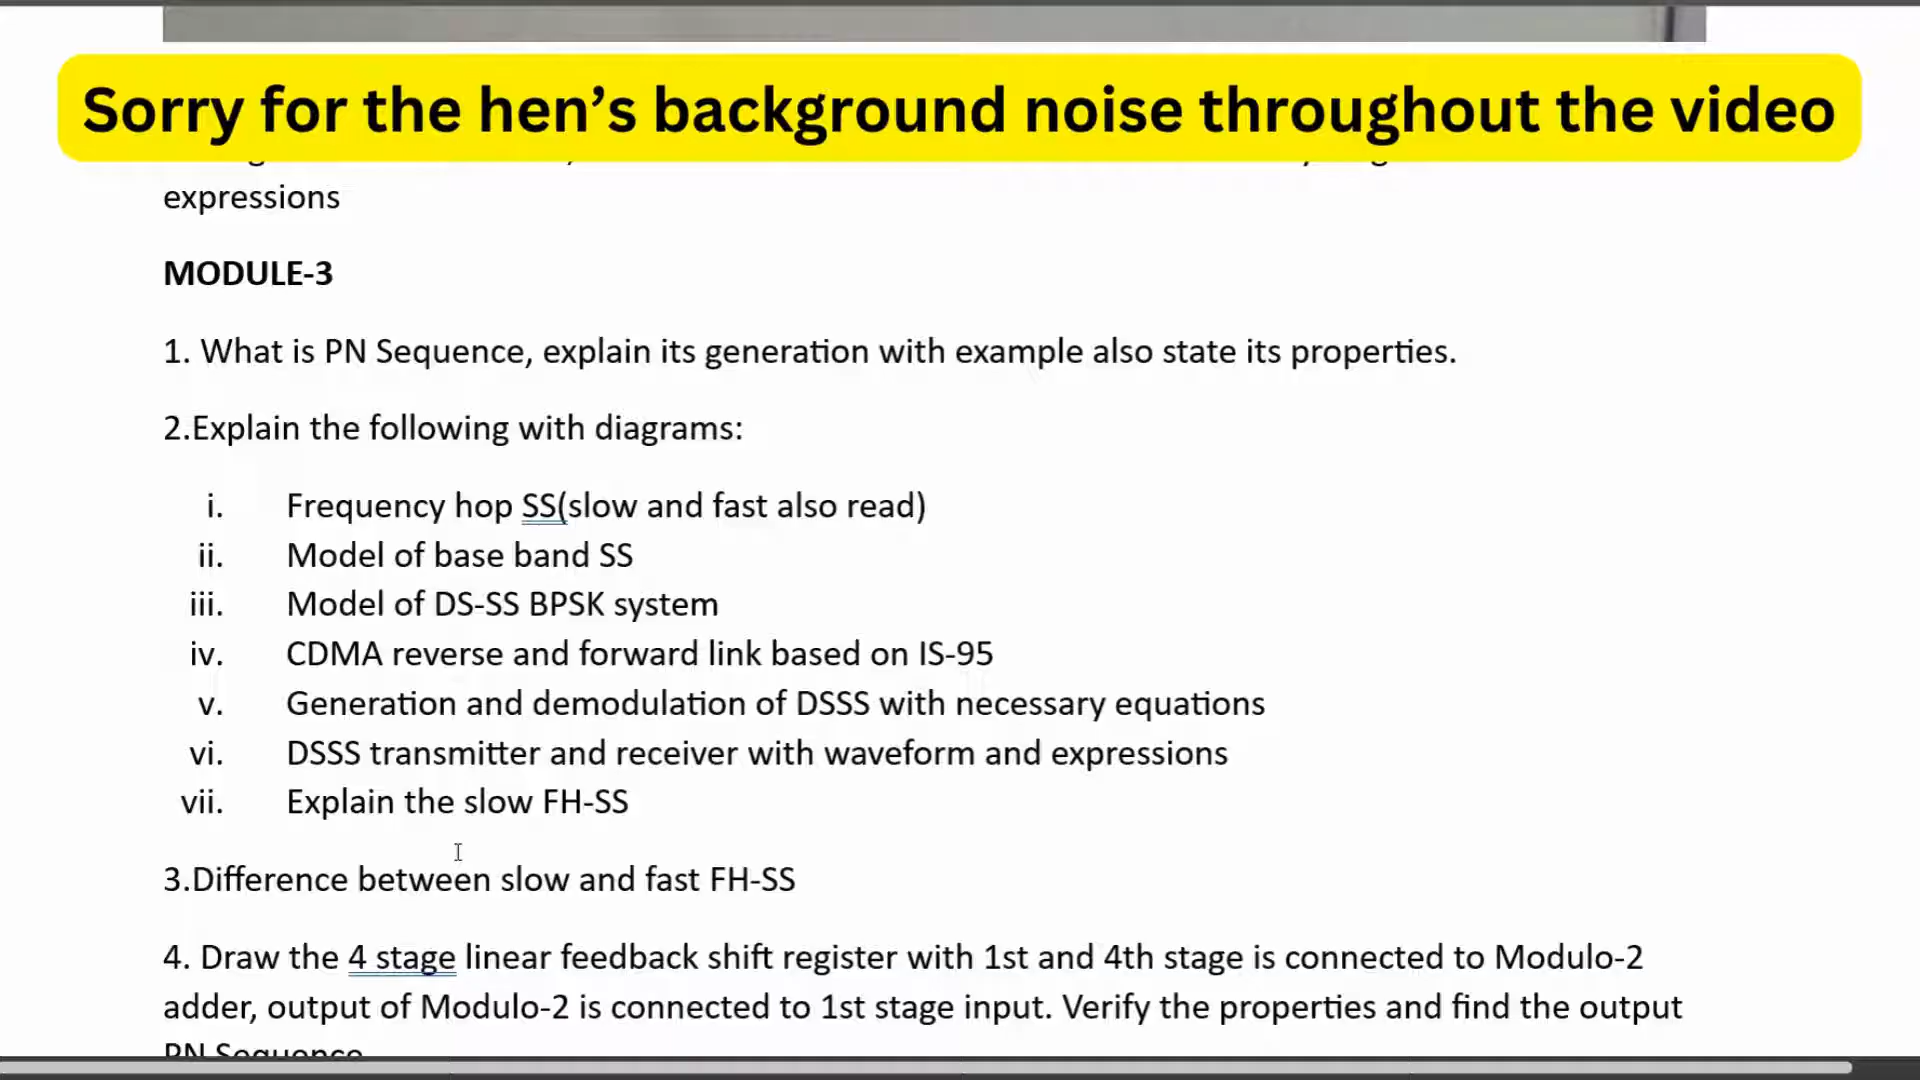 Sorry for the hen’s background noise throughout the video
expressions
MODULE-3
1. What is PN Sequence, explain its generation with example also state its properties.
2.Explain the following with diagrams:
i. Frequency hop SS(slow and fast also read)
ii. Model of base band SS
iii. Model of DS-SS BPSK system
iv. CDMA reverse and forward link based on IS-95
v. Generation and demodulation of DSSS with necessary equations
vi. DSSS transmitter and receiver with waveform and expressions
vii. Explain the slow FH-SS
3.Difference between slow and fast FH-SS
4. Draw the 4 stage linear feedback shift register with 1st and 4th stage is connected to Modulo-2
adder, output of Modulo-2 is connected to 1st stage input. Verify the properties and find the output
PN Sequence